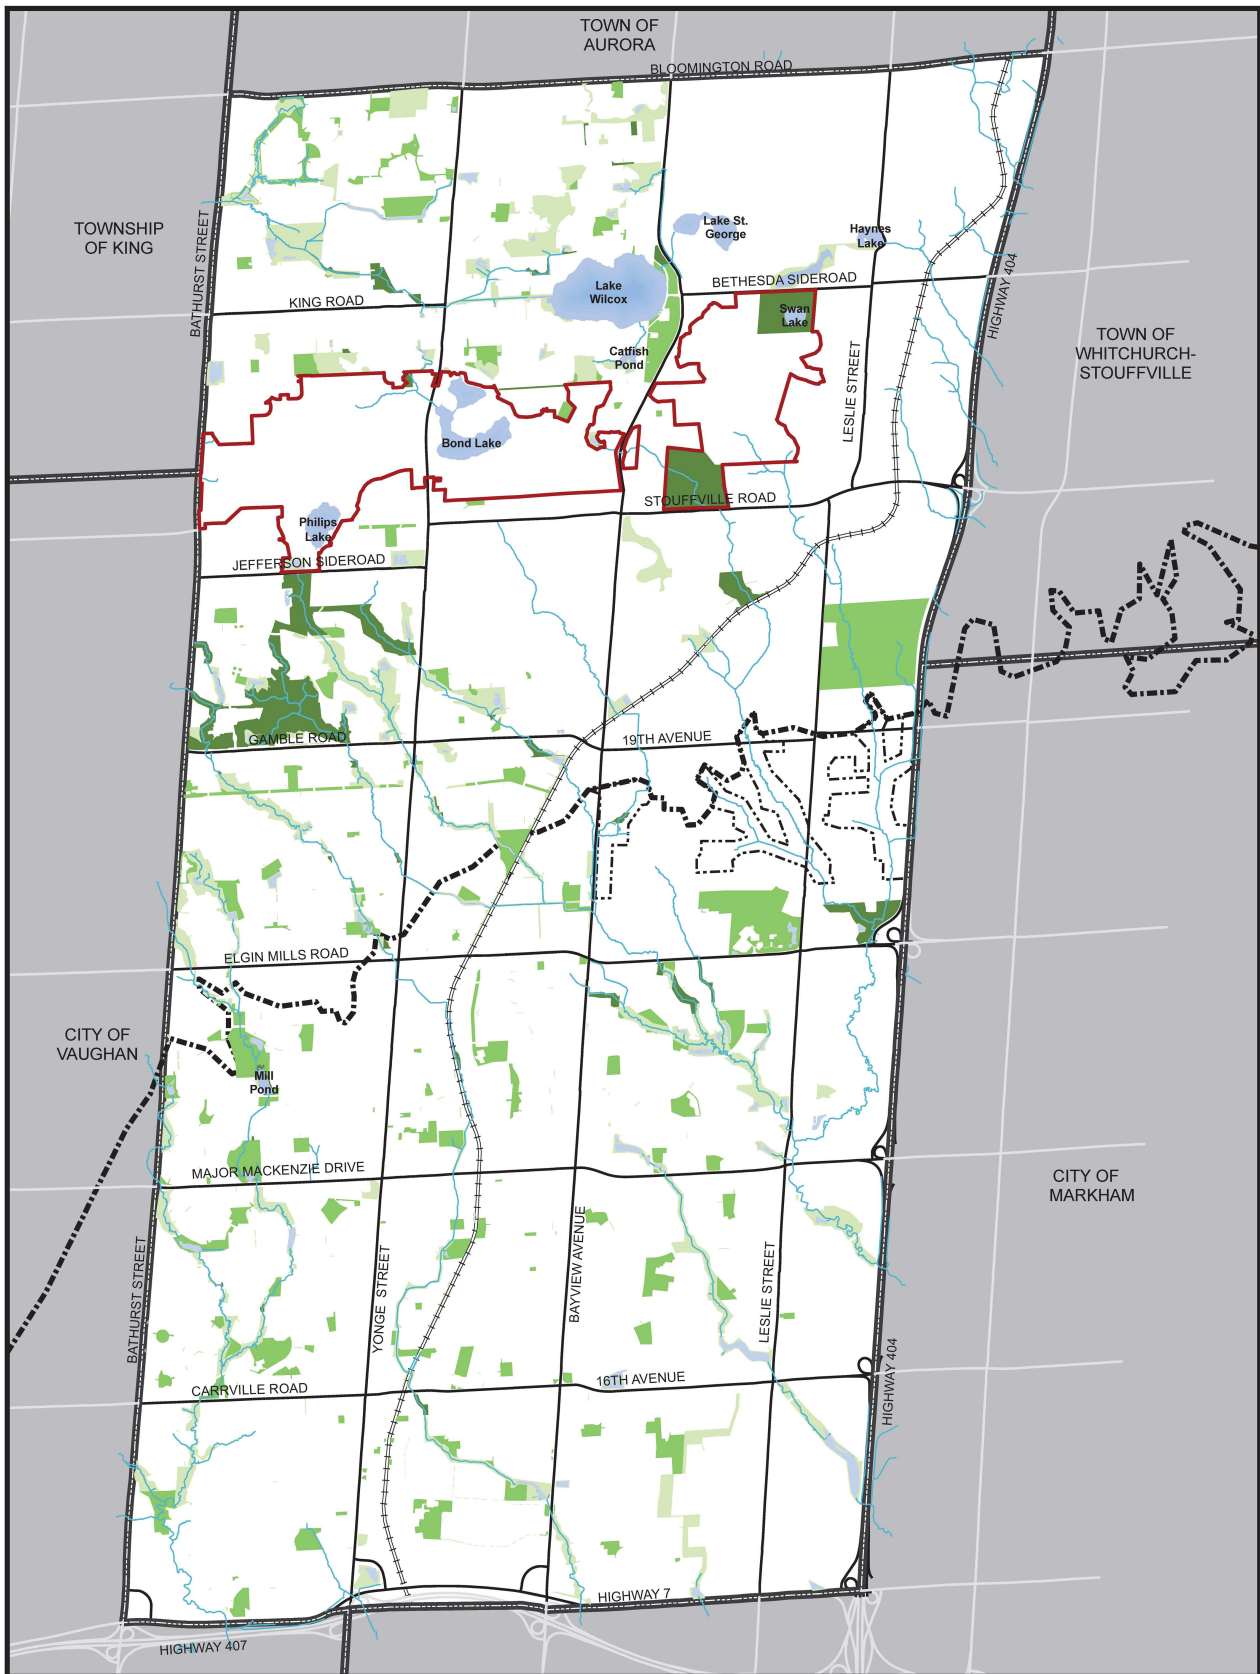 TOWN OF
AURORA
BLOOMINGTON ROAD
TOWNSHIP
OF KING
BATHURST STREET
Lake St.
George
Haynes
Lake
BETHESDA SIDEROAD
HIGHWAY 404
Lake
Wilcox
KING ROAD
Swan
Lake
TOWN OF
WHITCHURCH-
STOUFFVILLE
Catfish
Pond
LESLIE STREET
Bond Lake
STOUFFVILLE ROAD
Philips
Lake
JEFFERSON SIDEROAD
GAMBLE ROAD
19TH AVENUE
ELGIN MILLS ROAD
CITY OF
VAUGHAN
Mill
Pond
MAJOR MACKENZIE DRIVE
CITY OF
MARKHAM
BATHURST STREET
YONGE STREET
BAYVIEW AVENUE
LESLIE STREET
HIGHWAY 404
CARRVILLE ROAD
16TH AVENUE
HIGHWAY 7
HIGHWAY 407